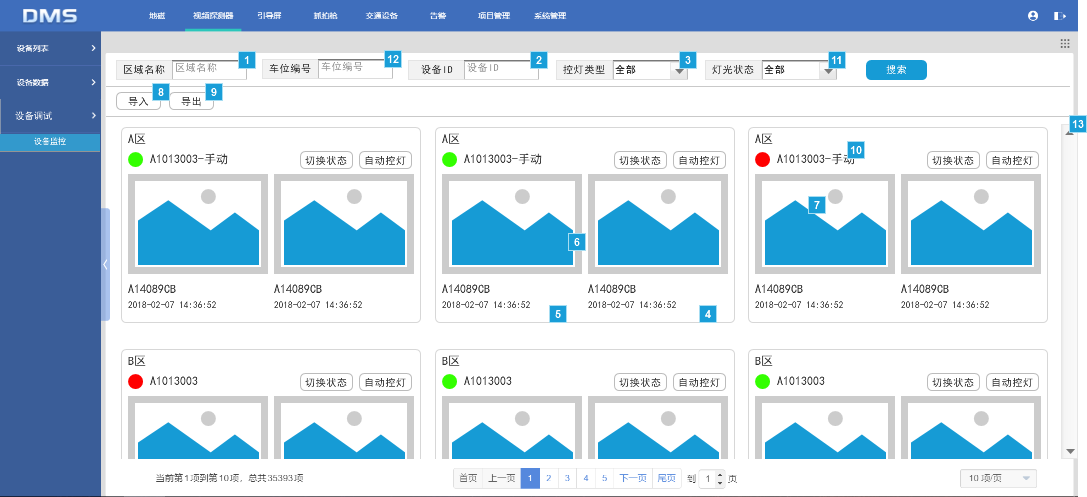 DMS 地磁 视频探测器 引导屏 抓拍枪 交通设备 告警 项目管理 系统管理
设备列表
设备数据
设备调试
设备监控
区域名称 区域名称 1 车位编号 车位编号 12 设备ID 设备ID 2 控灯类型 全部 3 灯光状态 全部 11 搜索
导入 8 导出 9
13
A区 A区 A区
A1013003-手动 切换状态 自动控灯 A1013003-手动 切换状态 自动控灯 A1013003-手动 10 切换状态 自动控灯
7
6
A14089CB A14089CB A14089CB A14089CB A14089CB A14089CB
2018-02-07 14:36:52 2018-02-07 14:36:52 2018-02-07 14:36:52 2018-02-07 14:36:52 2018-02-07 14:36:52 2018-02-07 14:36:52
5 4
B区 B区 B区
A1013003 切换状态 自动控灯 A1013003 切换状态 自动控灯 A1013003 切换状态 自动控灯
当前第1项到第10项，总共35393项 首页 上一页 1 2 3 4 5 下一页 尾页 到 1 页 10 项/页